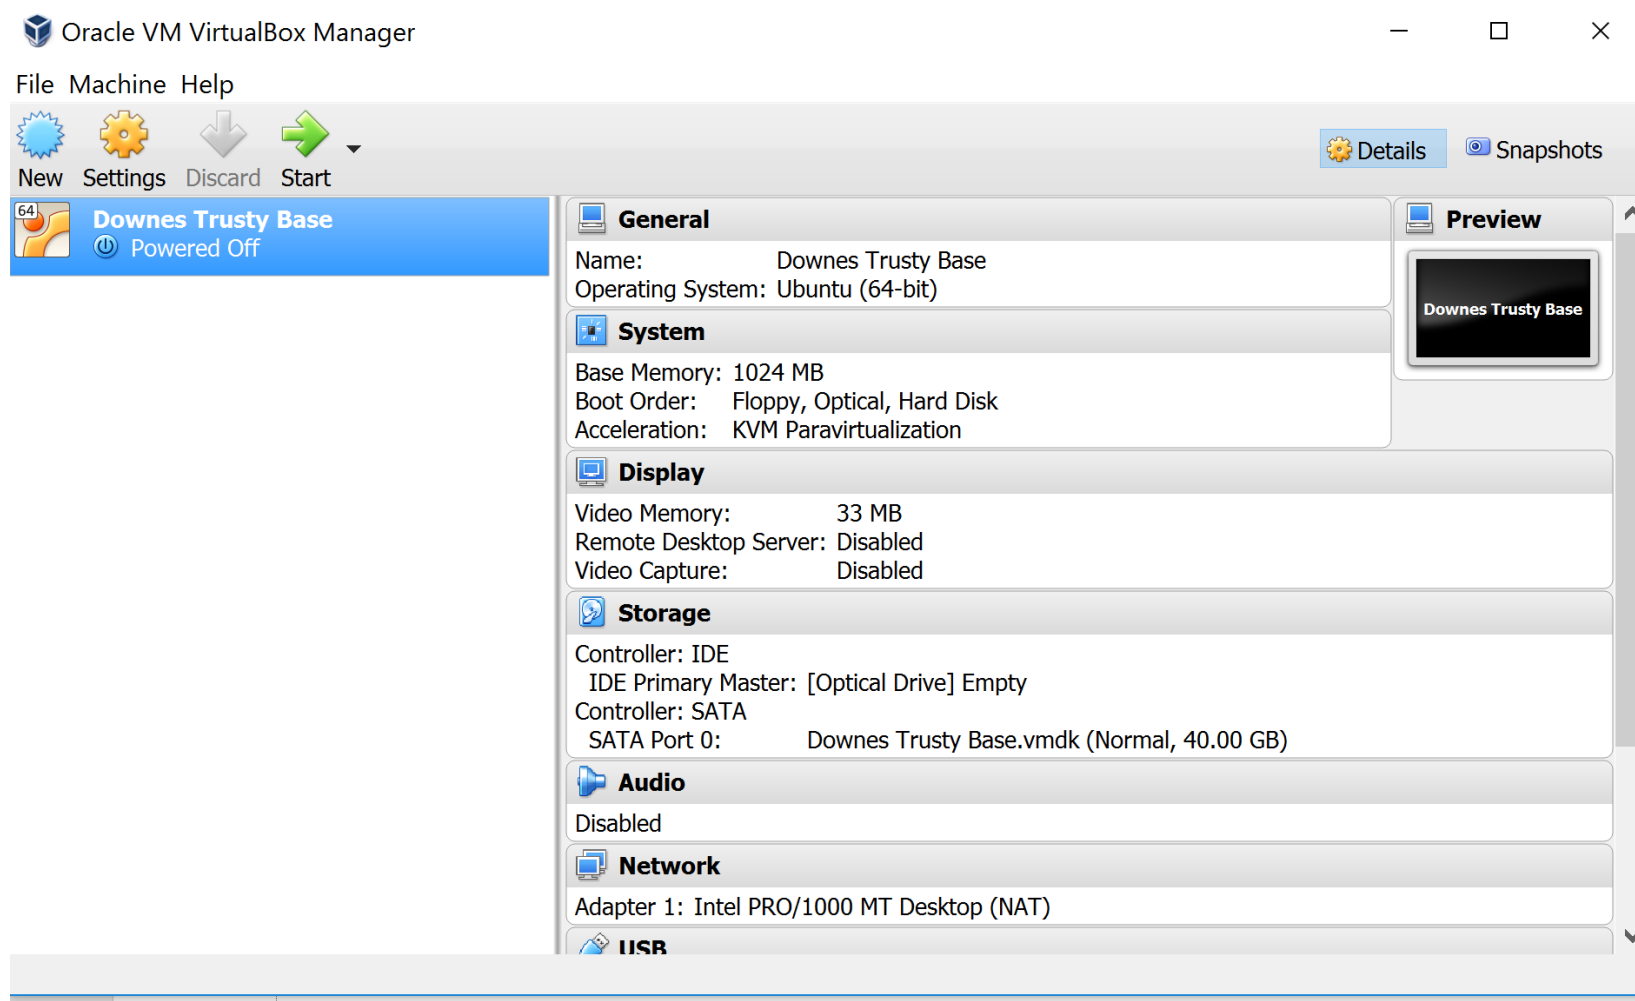 Oracle VM VirtualBox Manager
File Machine Help
New Settings Discard Start
Details Snapshots
64
Downes Trusty Base
Powered Off
General
Name: Downes Trusty Base
Operating System: Ubuntu (64-bit)
Preview
Downes Trusty Base
System
Base Memory: 1024 MB
Boot Order: Floppy, Optical, Hard Disk
Acceleration: KVM Paravirtualization
Display
Video Memory: 33 MB
Remote Desktop Server: Disabled
Video Capture: Disabled
Storage
Controller: IDE
IDE Primary Master: [Optical Drive] Empty
Controller: SATA
SATA Port 0: Downes Trusty Base.vmdk (Normal, 40.00 GB)
Audio
Disabled
Network
Adapter 1: Intel PRO/1000 MT Desktop (NAT)
USB